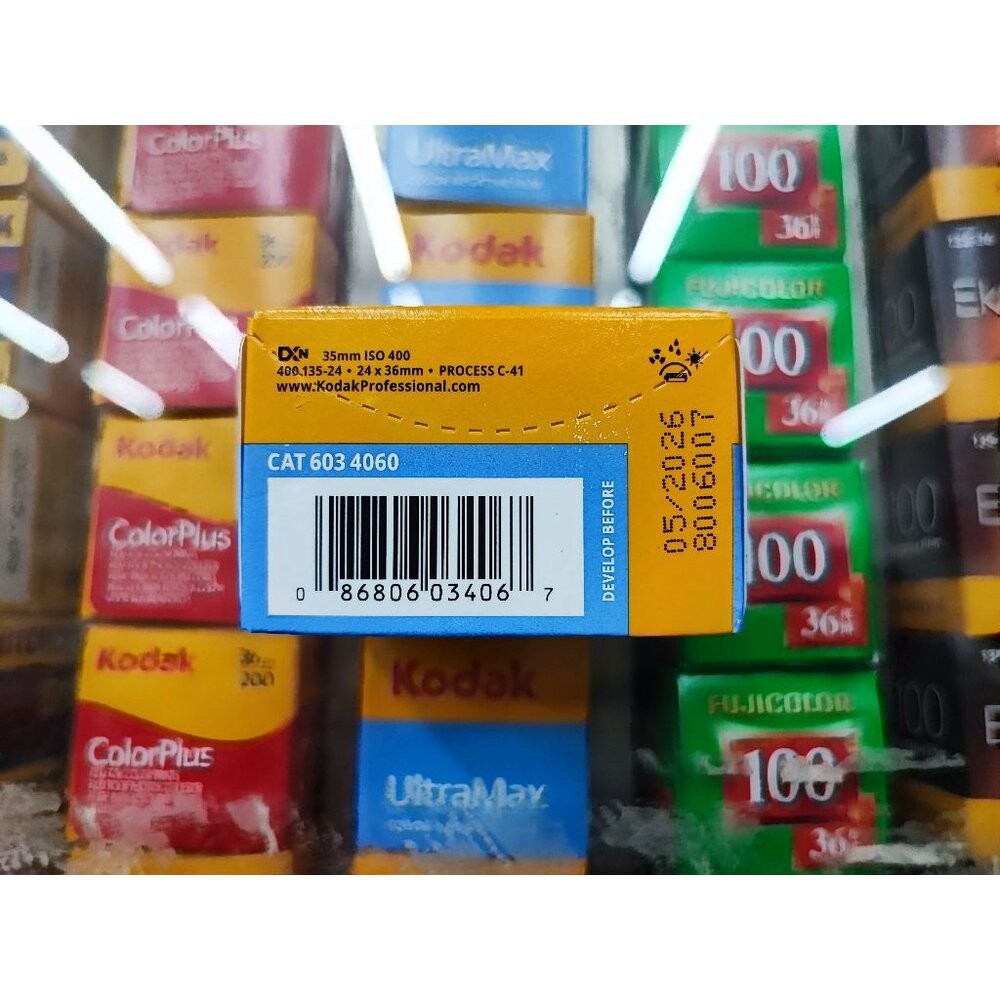 ColorPlus
UltraMax
100
36
Kodak
Kodak
FUJICOLOR
ColorPlus
100
36
DXN 35mm ISO 400
400.135-24 • 24 x 36mm • PROCESS C-41
www.KodakProfessional.com
CAT 603 4060
0 86806 03406 7
DEVELOP BEFORE
05/2026
8006007
Kodak
ColorPlus
FUJICOLOR
100
36
Kodak
36
200
ColorPlus
Kodak
UltraMax
FUJICOLOR
100
36